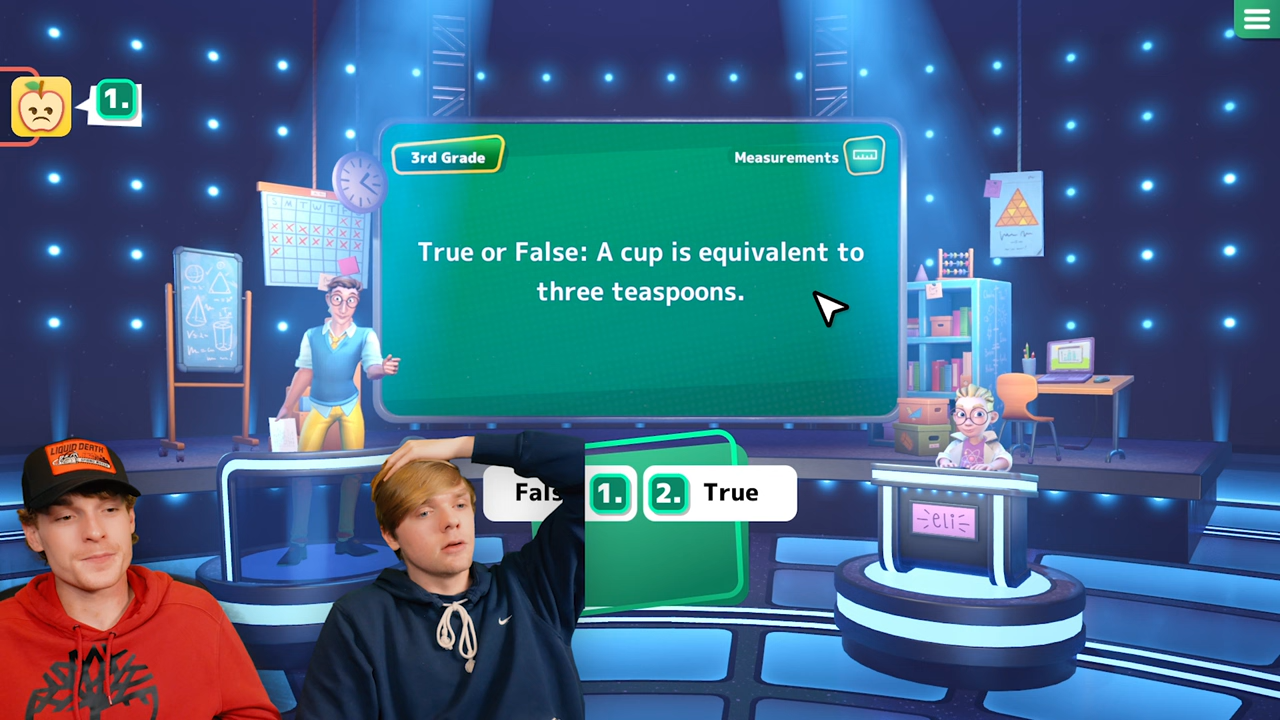 1.
3rd Grade
Measurements
True or False: A cup is equivalent to
three teaspoons.
S M T W T
LIQUID DEATH
Fals
1.
2.
True
eli